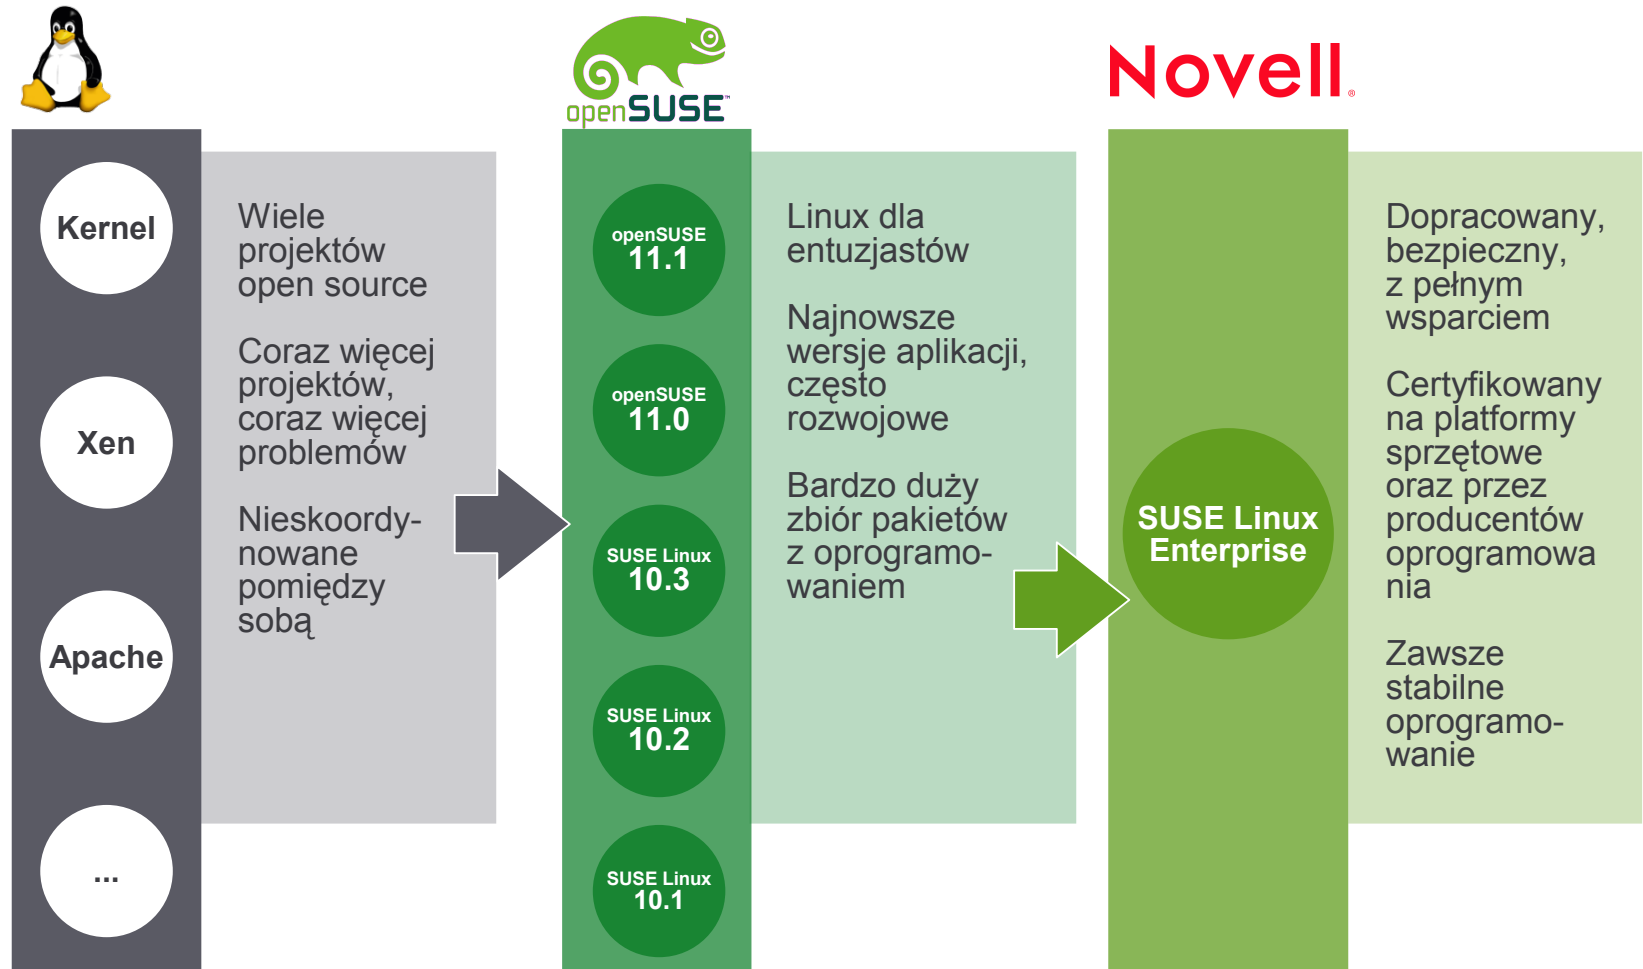 openSUSE™
Novell®
Kernel
Xen
Apache
...
Wiele
projektów
open source
Coraz więcej
projektów,
coraz więcej
problemów
Nieskoordy-
nowane
pomiędzy
sobą
openSUSE
11.1
openSUSE
11.0
SUSE Linux
10.3
SUSE Linux
10.2
SUSE Linux
10.1
Linux dla
entuzjastów
Najnowsze
wersje aplikacji,
często
rozwojowe
Bardzo duży
zbiór pakietów
z oprogramo-
waniem
SUSE Linux
Enterprise
Dopracowany,
bezpieczny,
z pełnym
wsparciem
Certyfikowany
na platformy
sprzętowe
oraz przez
producentów
oprogramowa
nia
Zawsze
stabilne
oprogramo-
wanie